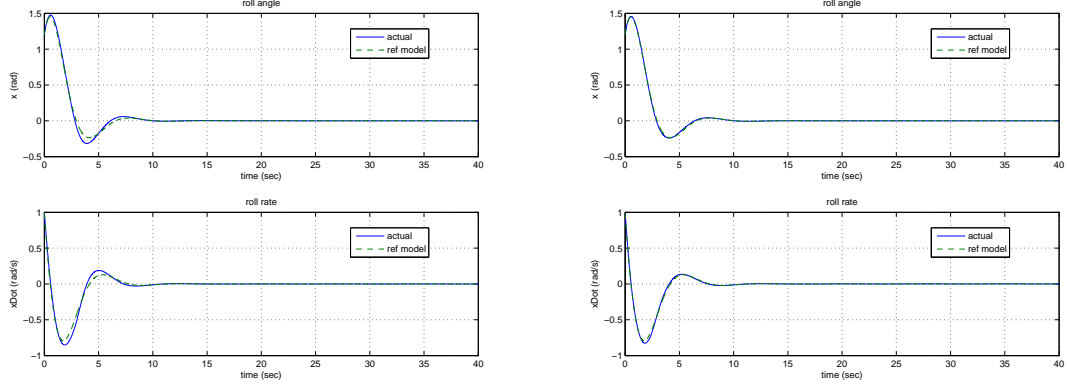 roll angle
1.5
1
0.5
0
−0.5
x (rad)
actual
ref model
0 5 10 15 20 25 30 35 40
time (sec)
roll rate
1
0.5
0
−0.5
−1
xDot (rad/s)
actual
ref model
0 5 10 15 20 25 30 35 40
time (sec)
roll angle
1.5
1
0.5
0
−0.5
x (rad)
actual
ref model
0 5 10 15 20 25 30 35 40
time (sec)
roll rate
1
0.5
0
−0.5
−1
xDot (rad/s)
actual
ref model
0 5 10 15 20 25 30 35 40
time (sec)